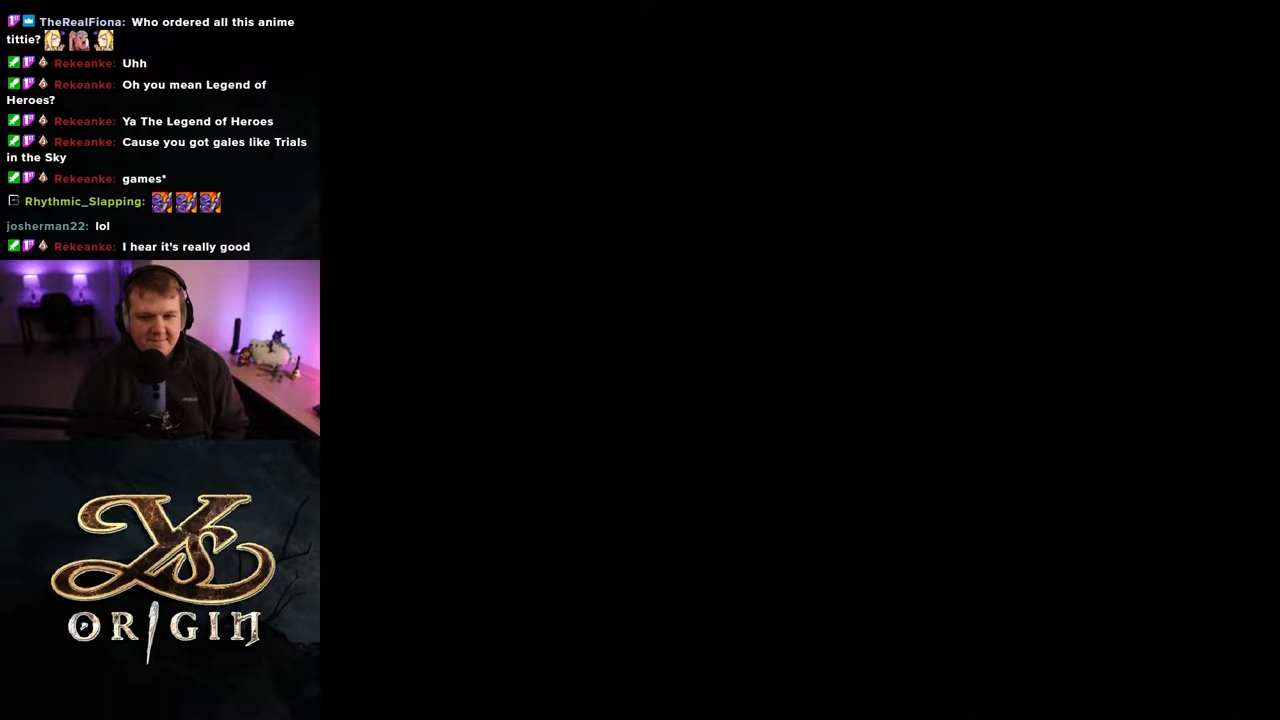 TheRealFiona: Who ordered all this anime
tittie?
Rekeanke: Uhh
Rekeanke: Oh you mean Legend of
Heroes?
Rekeanke: Ya The Legend of Heroes
Rekeanke: Cause you got gales like Trials
in the Sky
Rekeanke: games*
Rhythmic_Slapping:
josherman22: lol
Rekeanke: I hear it's really good
Ys
ORIGIN